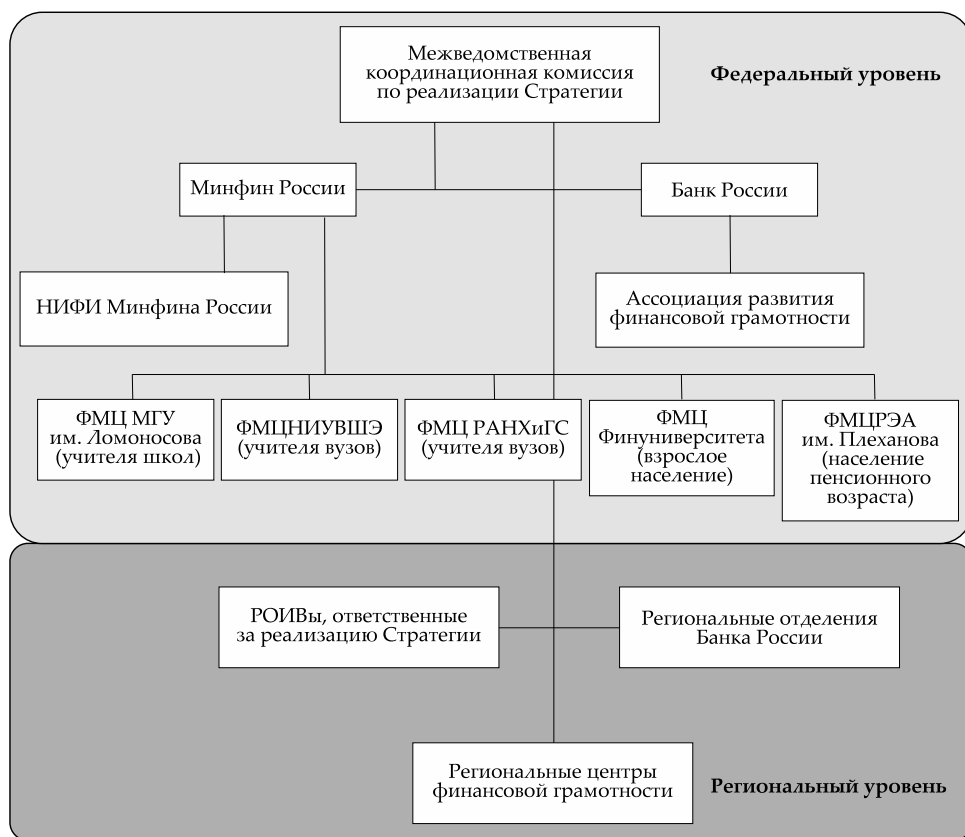 Межведомственная
координационная комиссия
по реализации Стратегии
Федеральный уровень
Минфин России
Банк России
НИФИ Минфина России
Ассоциация развития
финансовой грамотности
ФМЦ МГУ
им. Ломоносова
(учителя школ)
ФМЦНИУВШЭ
(учителя вузов)
ФМЦ РАНХиГС
(учителя вузов)
ФМЦ
Финуниверситета
(взрослое
население)
ФМЦРЭА
им. Плеханова
(население
пенсионного
возраста)
РОИВы, ответственные
за реализацию Стратегии
Региональные отделения
Банка России
Региональные центры
финансовой грамотности
Региональный уровень